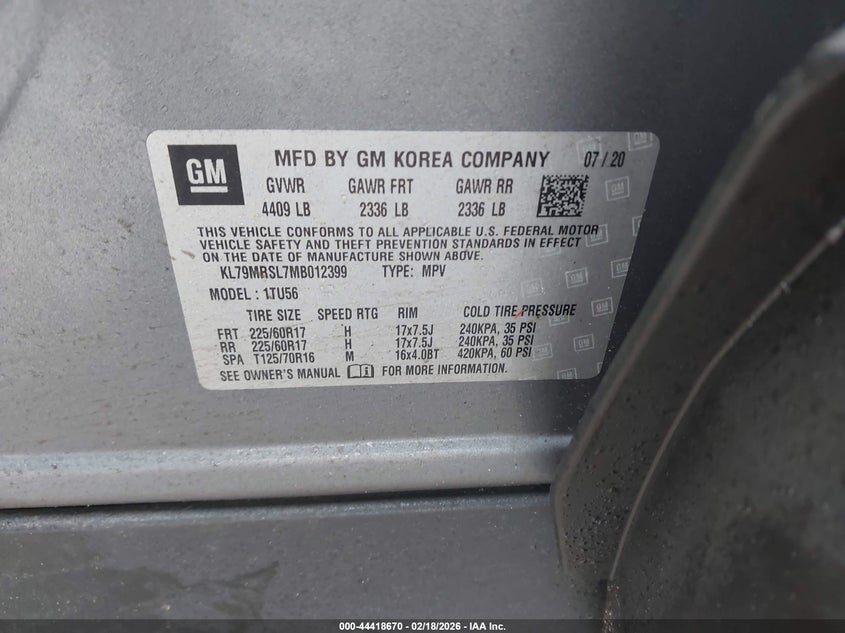 GM
MFD BY GM KOREA COMPANY 07 / 20
GVWR GAWR FRT GAWR RR
4409 LB 2336 LB 2336 LB
THIS VEHICLE CONFORMS TO ALL APPLICABLE U.S. FEDERAL MOTOR
VEHICLE SAFETY AND THEFT PREVENTION STANDARDS IN EFFECT
ON THE DATE OF MANUFACTURE SHOWN ABOVE.
KL79MRSL7MB012399 TYPE: MPV
MODEL : 1TU56
TIRE SIZE SPEED RTG RIM COLD TIRE PRESSURE
FRT 225/60R17 H 17x7.5J 240KPA, 35 PSI
RR 225/60R17 H 17x7.5J 240KPA, 35 PSI
SPA T125/70R16 M 16x4.0BT 420KPA, 60 PSI
SEE OWNER'S MANUAL FOR MORE INFORMATION.
000-44418670 - 02/18/2026 - IAA Inc.